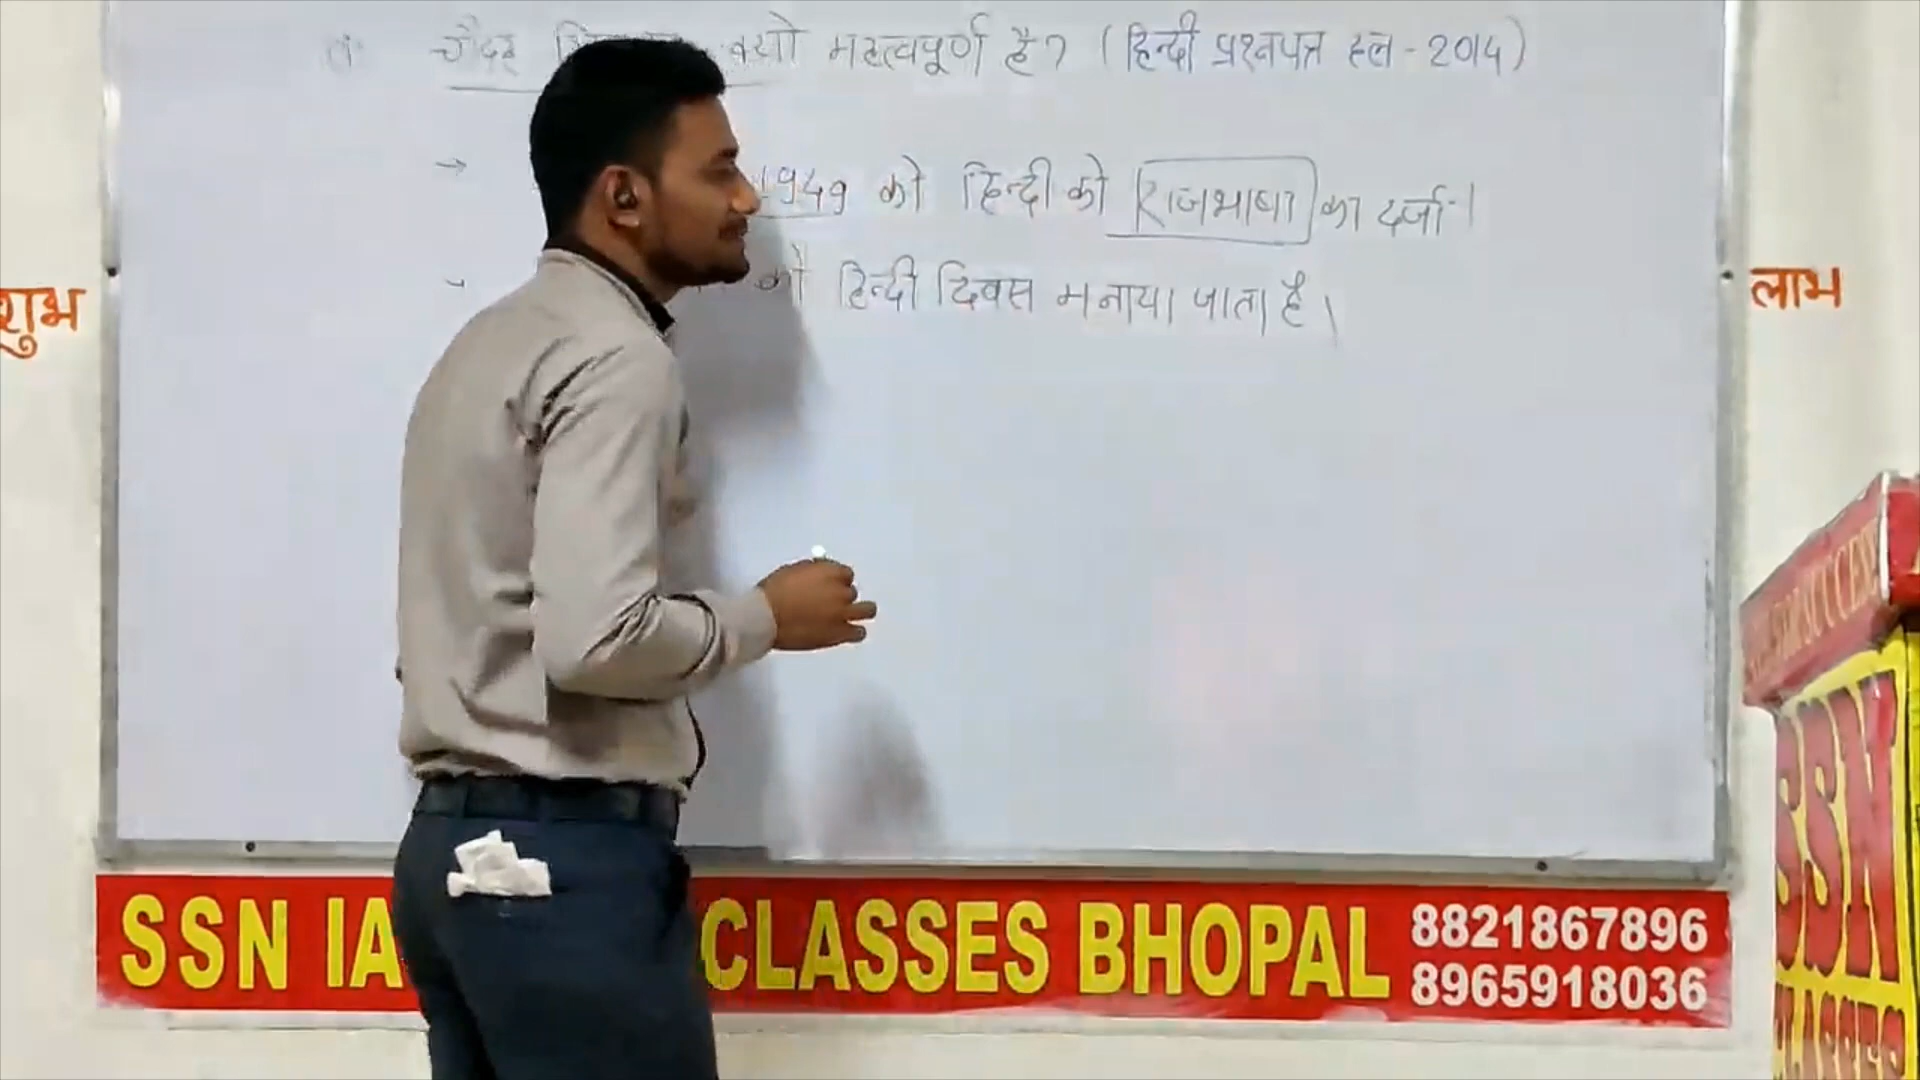 चौदह क्यों महत्वपूर्ण है? (हिन्दी प्रश्नपत्र हल - 2014)
→ 1949 को हिन्दी को राजभाषा का दर्जा ।
को हिन्दी दिवस मनाया जाता है।
शुभ
लाभ
SSN IA CLASSES BHOPAL
8821867896
8965918036
SSN
CLASSES